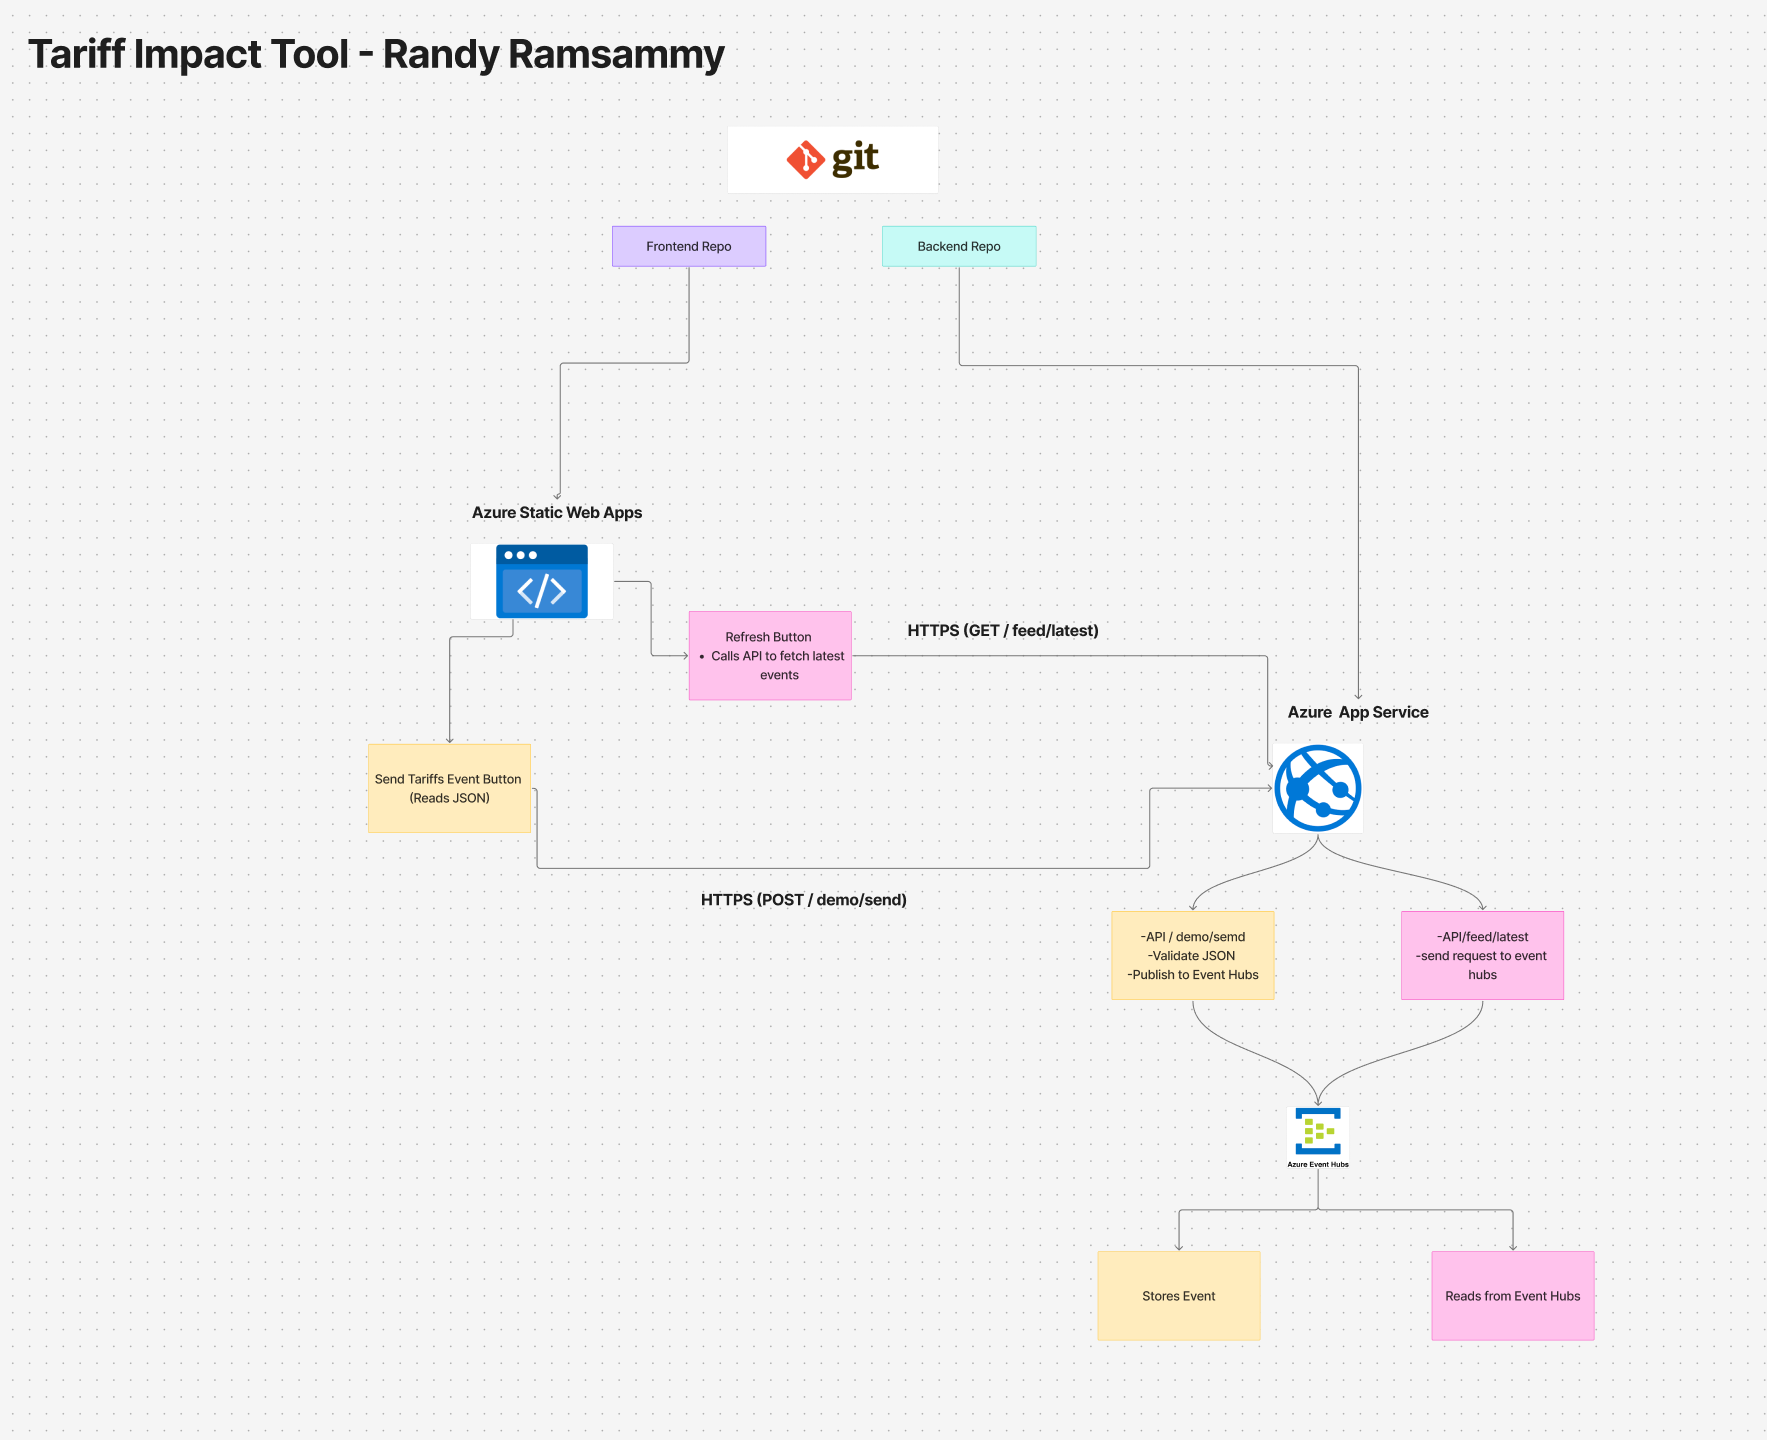 Tariff Impact Tool - Randy Ramsammy
git
Frontend Repo
Backend Repo
Azure Static Web Apps
Refresh Button
• Calls API to fetch latest
events
HTTPS (GET / feed/latest)
Azure  App Service
Send Tariffs Event Button
(Reads JSON)
HTTPS (POST / demo/send)
-API / demo/semd
-Validate JSON
-Publish to Event Hubs
-API/feed/latest
-send request to event
hubs
Azure Event Hubs
Stores Event
Reads from Event Hubs